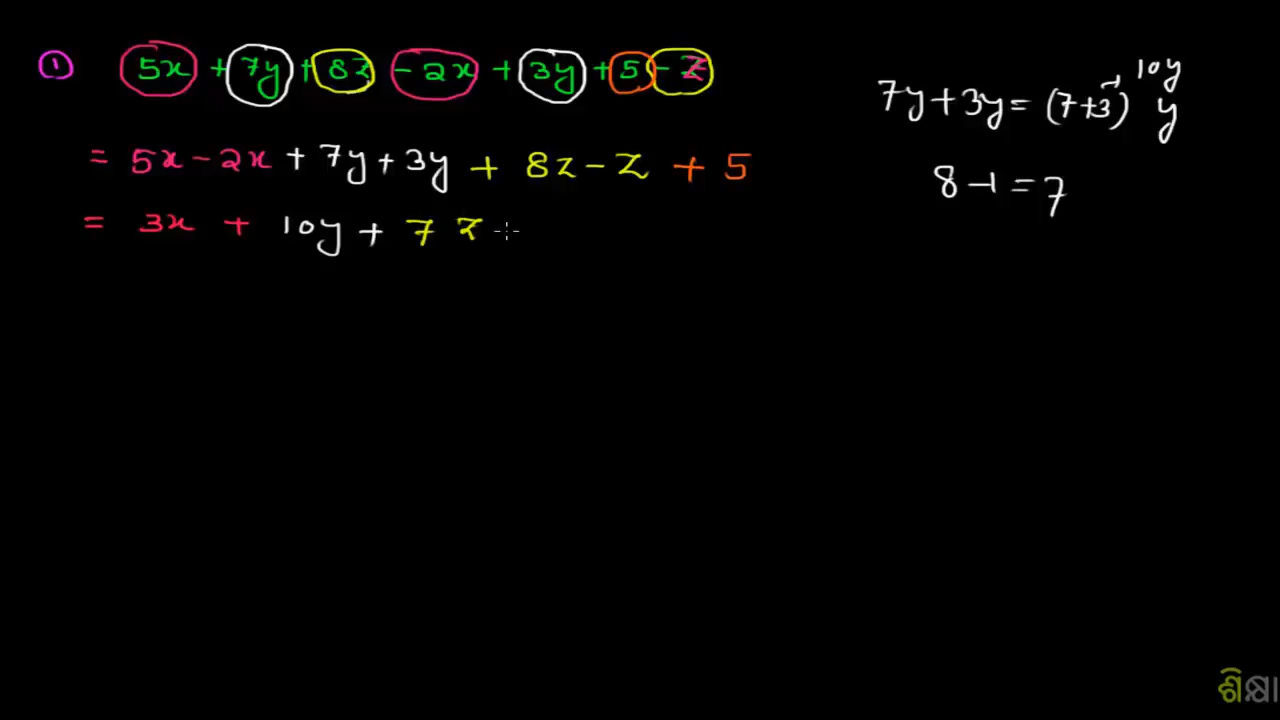 ① 5x + 7y + 8z - 2x + 3y + 5 - z
= 5x - 2x + 7y + 3y + 8z - z + 5
= 3x + 10y + 7z
10y
7y + 3y = (7+3) y
8 - 1 = 7
ଶିକ୍ଷା